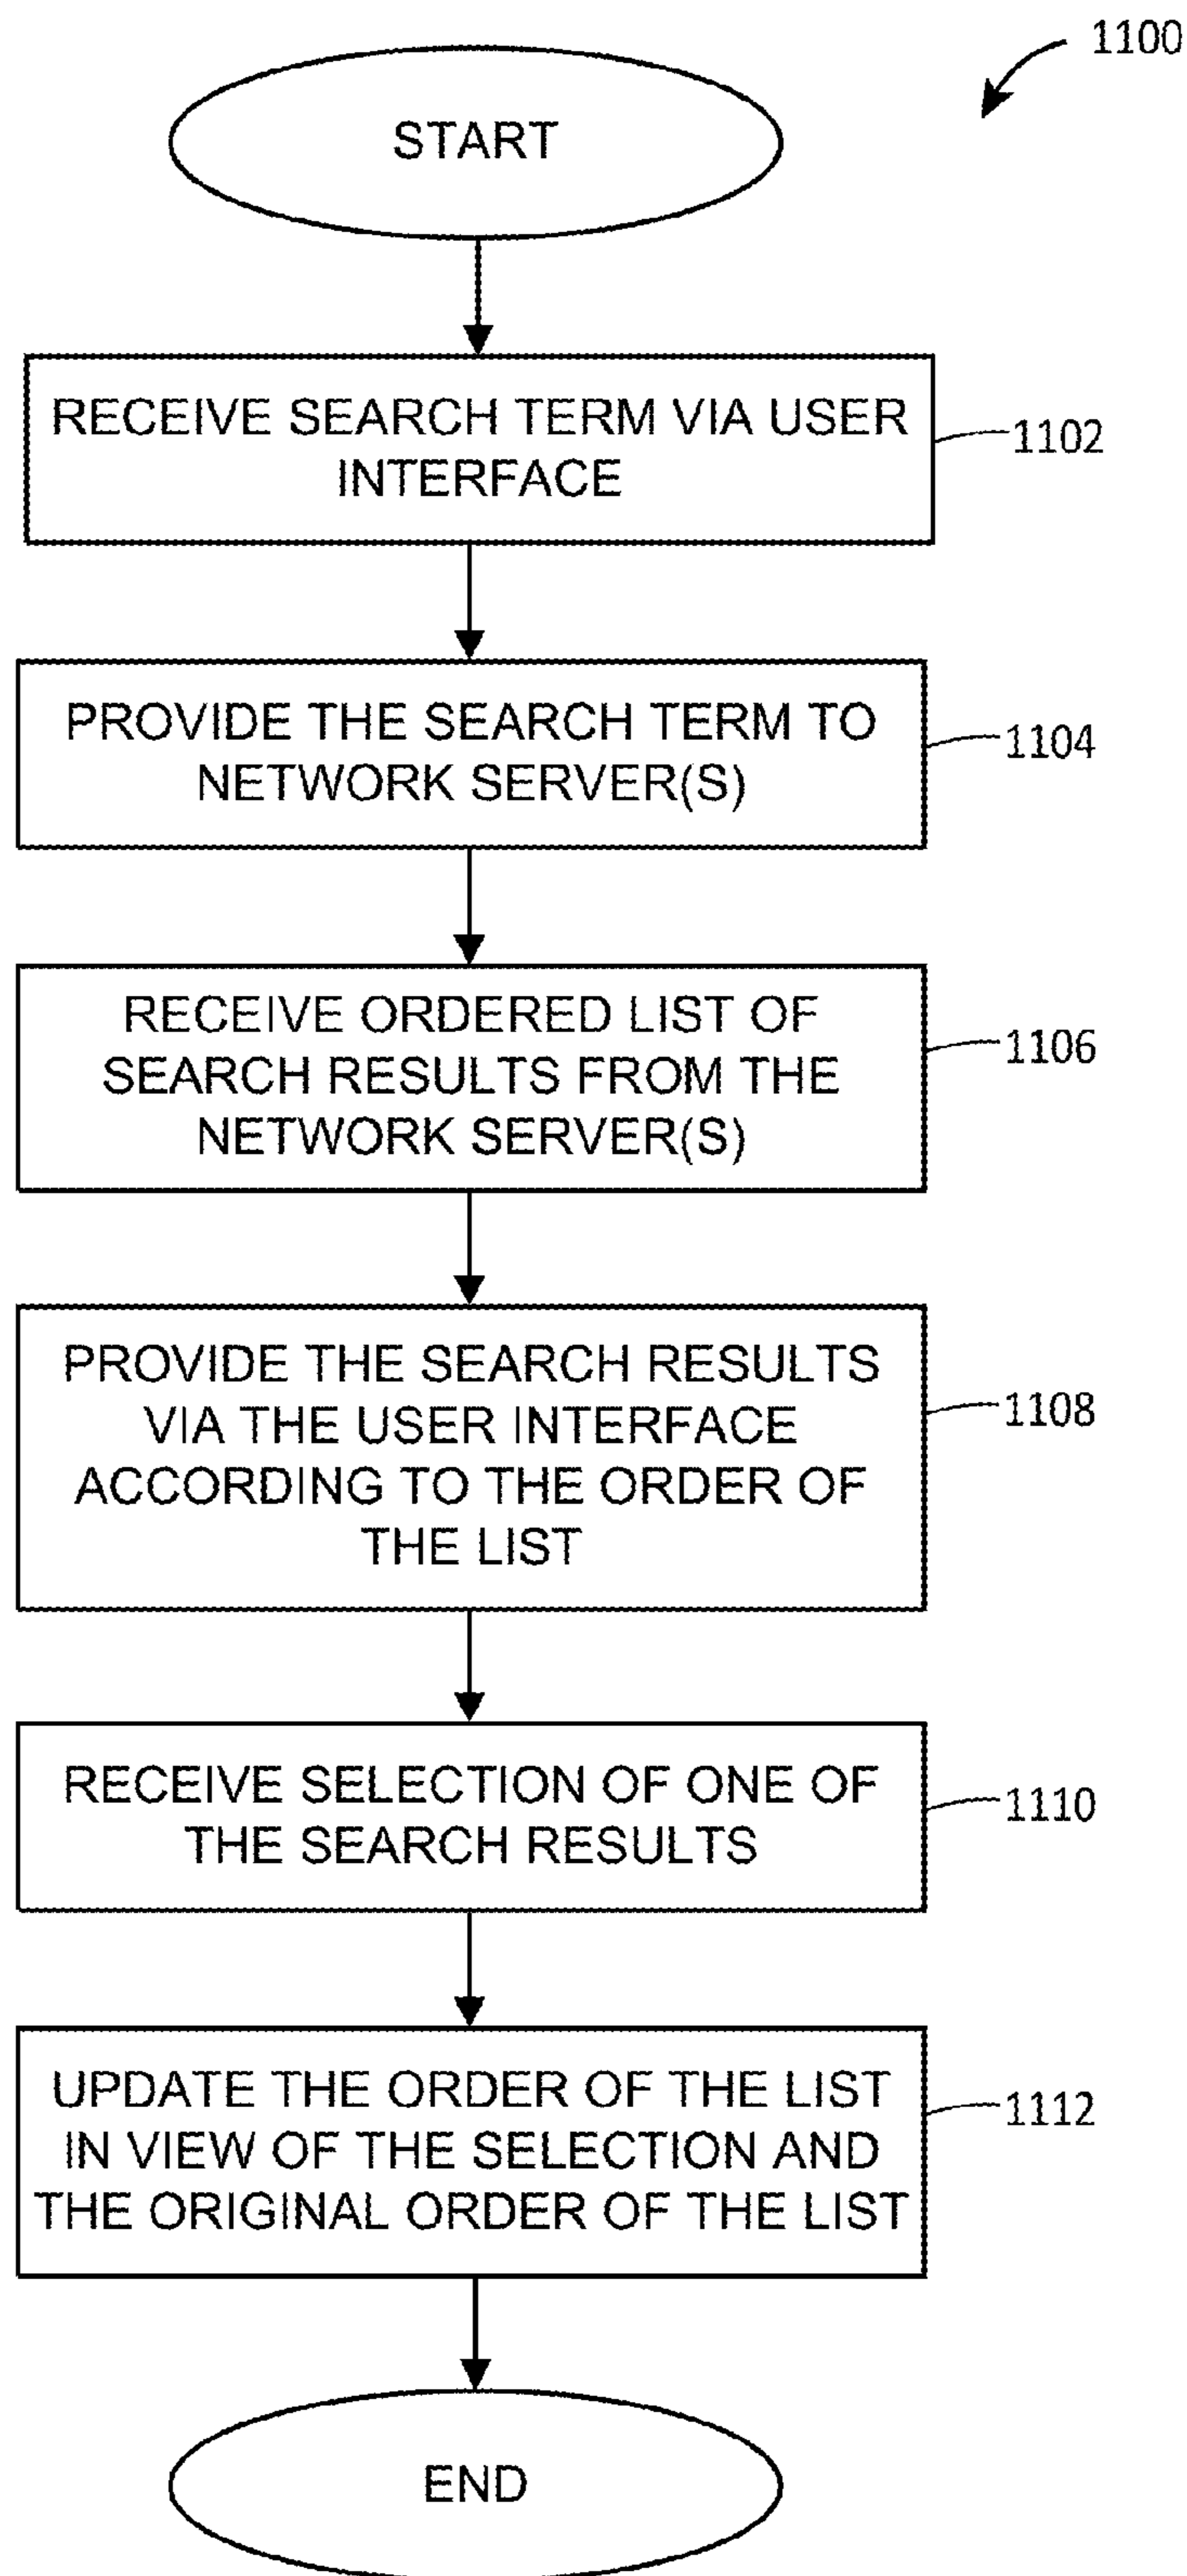 1100
START
RECEIVE SEARCH TERM VIA USER
INTERFACE
1102
PROVIDE THE SEARCH TERM TO
NETWORK SERVER(S)
1104
RECEIVE ORDERED LIST OF
SEARCH RESULTS FROM THE
NETWORK SERVER(S)
1106
PROVIDE THE SEARCH RESULTS
VIA THE USER INTERFACE
ACCORDING TO THE ORDER OF
THE LIST
1108
RECEIVE SELECTION OF ONE OF
THE SEARCH RESULTS
1110
UPDATE THE ORDER OF THE LIST
IN VIEW OF THE SELECTION AND
THE ORIGINAL ORDER OF THE LIST
1112
END